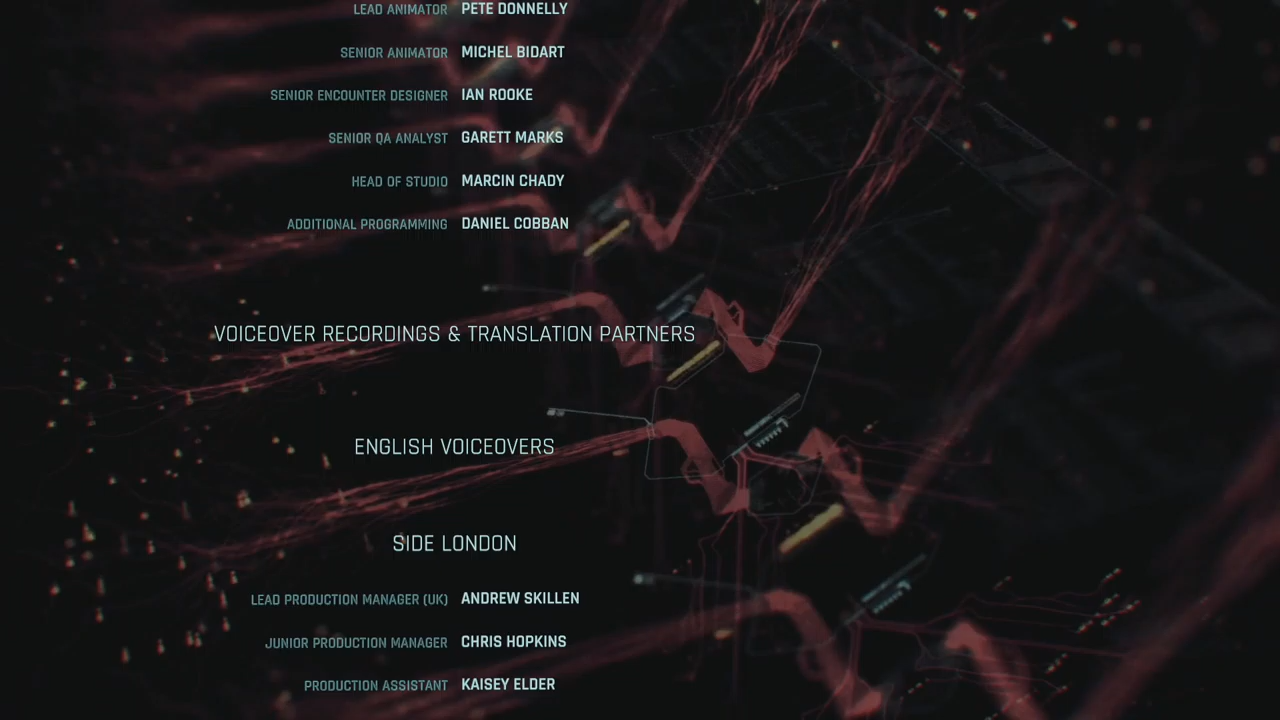 LEAD ANIMATOR PETE DONNELLY
SENIOR ANIMATOR MICHEL BIDART
SENIOR ENCOUNTER DESIGNER IAN ROOKE
SENIOR QA ANALYST GARETT MARKS
HEAD OF STUDIO MARCIN CHADY
ADDITIONAL PROGRAMMING DANIEL COBBAN
VOICEOVER RECORDINGS & TRANSLATION PARTNERS
ENGLISH VOICEOVERS
SIDE LONDON
LEAD PRODUCTION MANAGER (UK) ANDREW SKILLEN
JUNIOR PRODUCTION MANAGER CHRIS HOPKINS
PRODUCTION ASSISTANT KAISEY ELDER